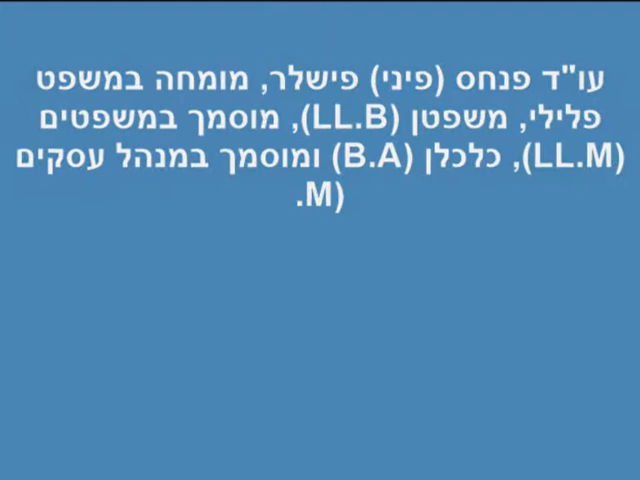 עו"ד פנחס (פיני) פישלר, מומחה במשפט
פלילי, משפטן (LL.B), מוסמך במשפטים
(LL.M), כלכלן (B.A) ומוסמך במנהל עסקים
(M.